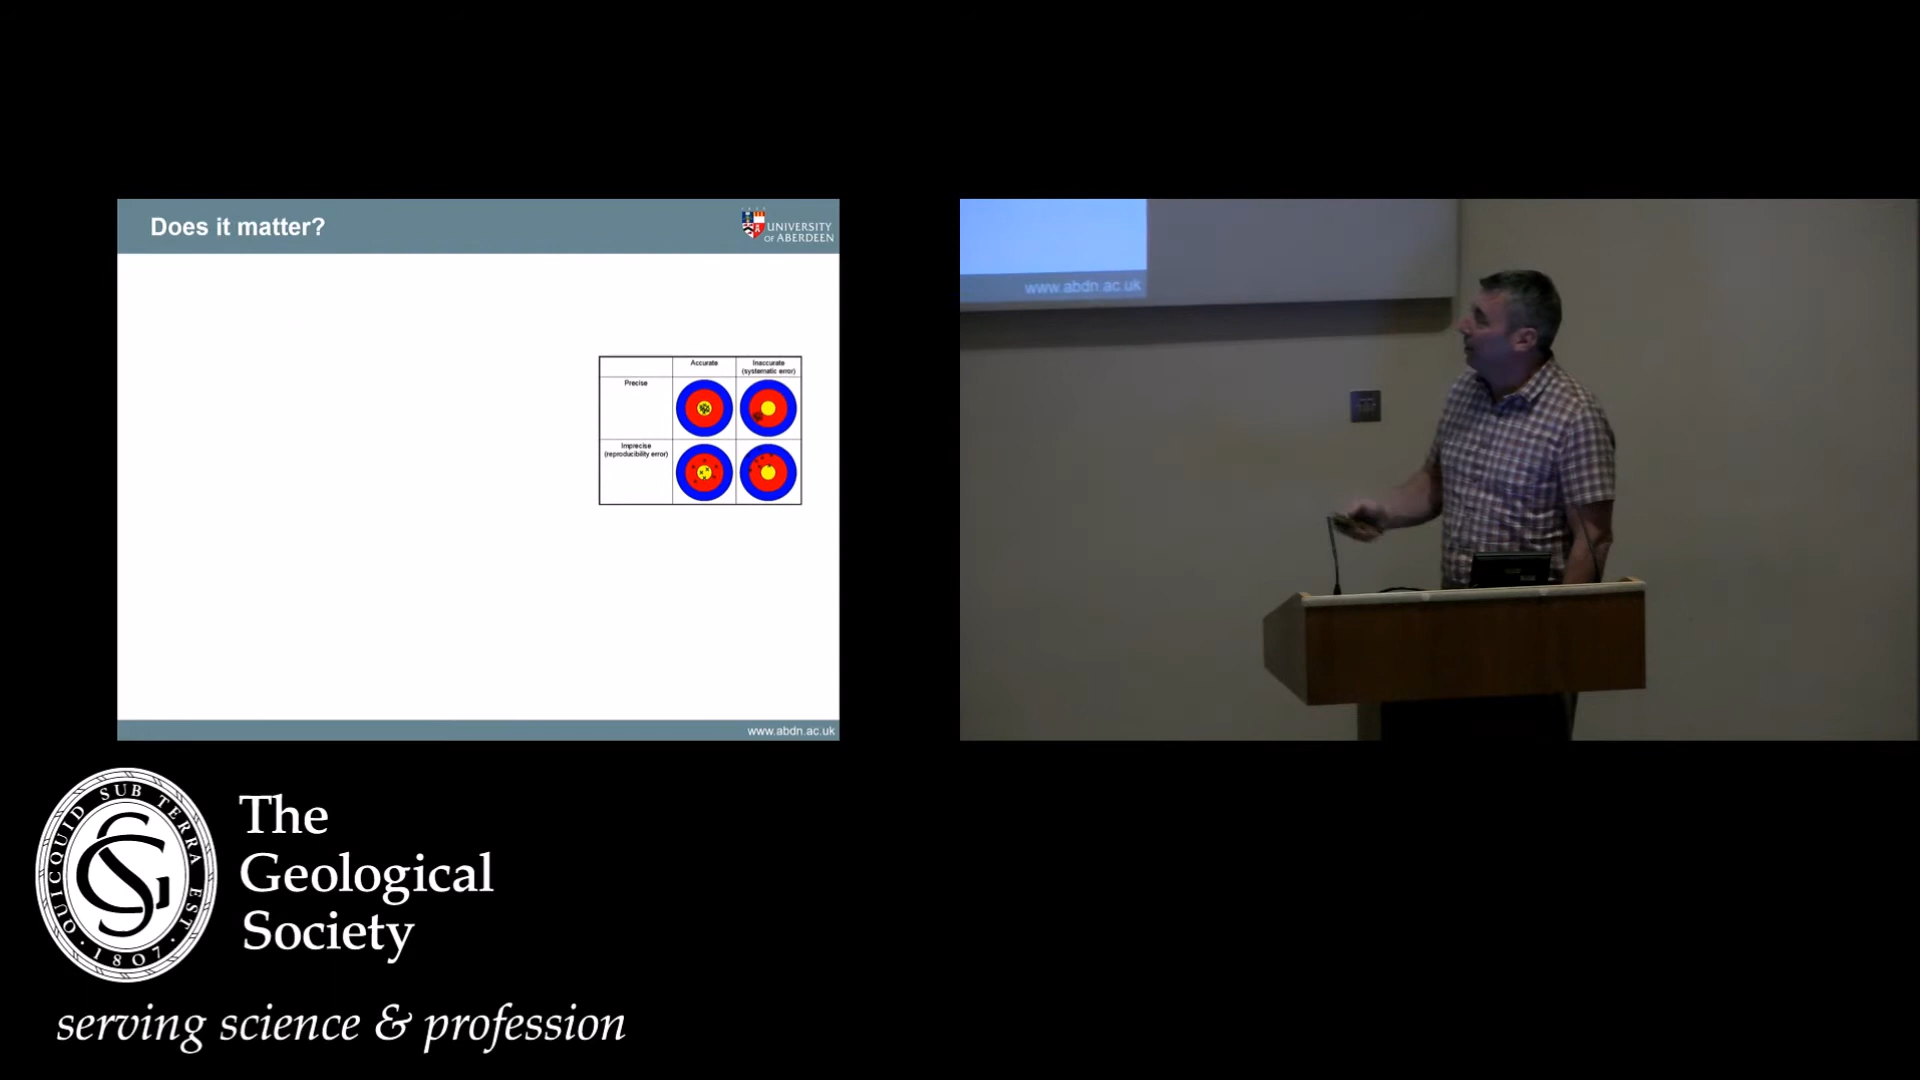 Does it matter?
UNIVERSITY
OF ABERDEEN
Accurate
Inaccurate
(systematic error)
Precise
Imprecise
(reproducibility error)
www.abdn.ac.uk
www.abdn.ac.uk
QUICQUID SUB TERRA EST
1807
The
Geological
Society
serving science & profession